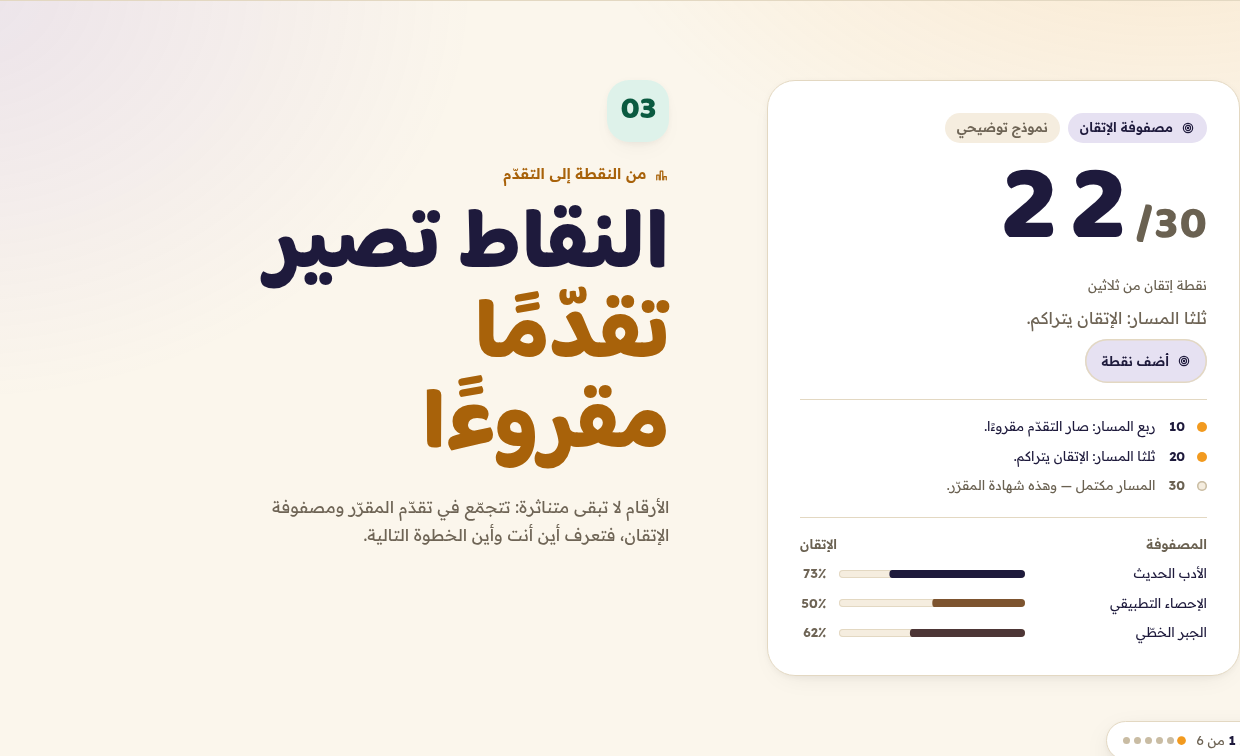 مصفوفة الإتقان
نموذج توضيحي
22/30
نقطة إتقان من ثلاثين
ثلثا المسار: الإتقان يتراكم.
أضف نقطة
10 ربع المسار: صار التقدّم مقروءًا.
20 ثلثا المسار: الإتقان يتراكم.
30 المسار مكتمل — وهذه شهادة المقرّر.
المصفوفة الإتقان
الأدب الحديث 73٪
الإحصاء التطبيقي 50٪
الجبر الخطّي 62٪
03
من النقطة إلى التقدّم
النقاط تصير
تقدّمًا
مقروءًا
الأرقام لا تبقى متناثرة: تتجمّع في تقدّم المقرّر ومصفوفة
الإتقان، فتعرف أين أنت وأين الخطوة التالية.
1 من 6